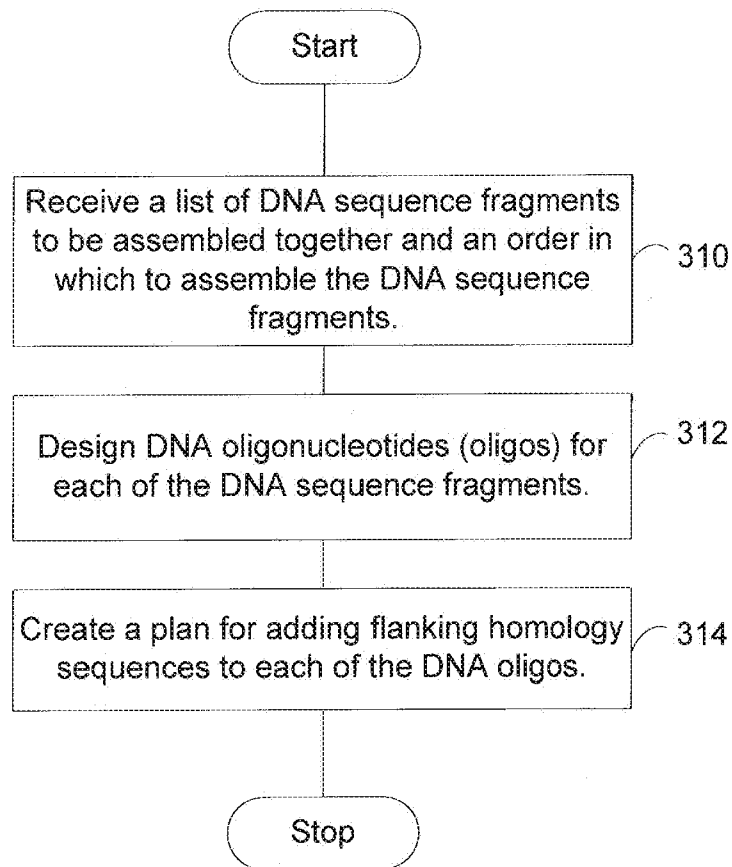 Start
Receive a list of DNA sequence fragments
to be assembled together and an order in
which to assemble the DNA sequence
fragments.
310
Design DNA oligonucleotides (oligos) for
each of the DNA sequence fragments.
312
Create a plan for adding flanking homology
sequences to each of the DNA oligos.
314
Stop